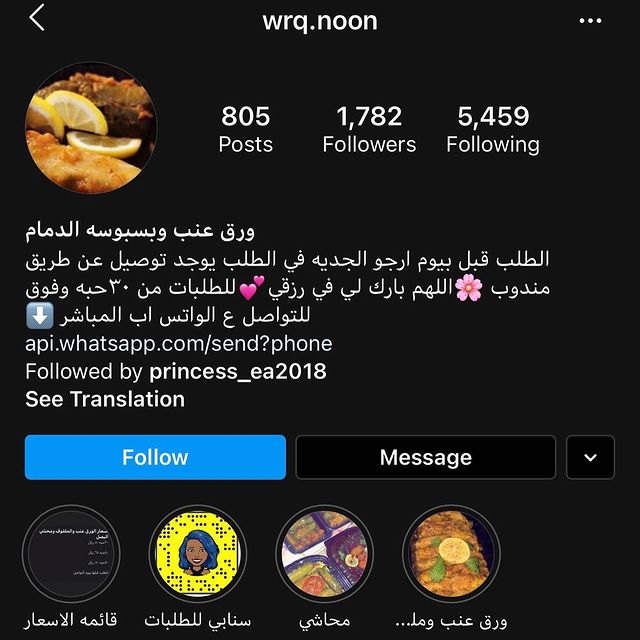 wrq.noon
805
1,782
5,459
Posts
Followers
Following
ورق عنب وبسبوسه الدمام
الطلب قبل بيوم ارجو الجديه في الطلب يوجد توصيل عن طريق
مندوب 🌸اللهم بارك لي في رزقي💕للطلبات من ٣٠حبه وفوق
للتواصل ع الواتس اب المباشر ⬇️
api.whatsapp.com/send?phone
Followed by princess_ea2018
See Translation
Follow
Message
قائمه الاسعار
سنابي للطلبات
محاشي
ورق عنب ومل...